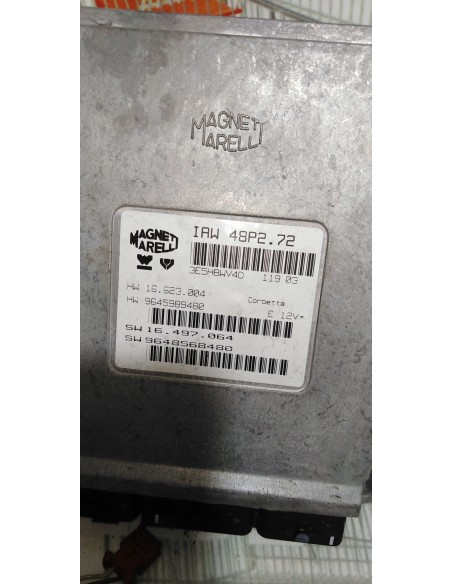 MAGNETI
MARELLI
MAGNETI
MARELLI
IAW 48P2.72
3E5H8WV4D 119 03
HW 16.623.004 Corbetta
HW 9645989480 E 12V=
SW 16.497.064
SW 9648568480